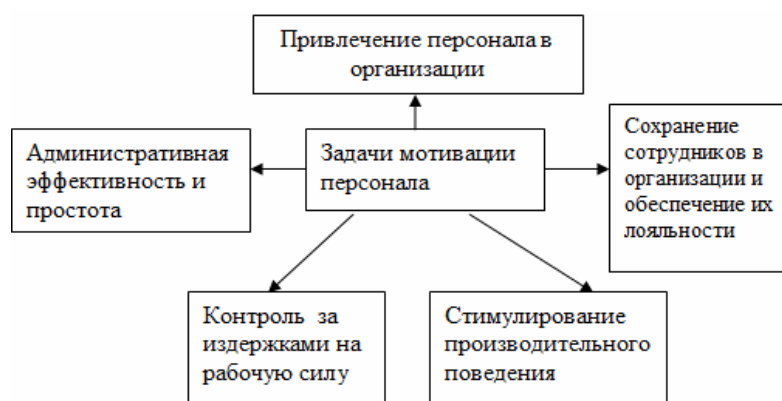 Привлечение персонала в
организации
Административная
эффективность и
простота
Задачи мотивации
персонала
Сохранение
сотрудников в
организации и
обеспечение их
лояльности
Контроль за
издержками на
рабочую силу
Стимулирование
производительного
поведения